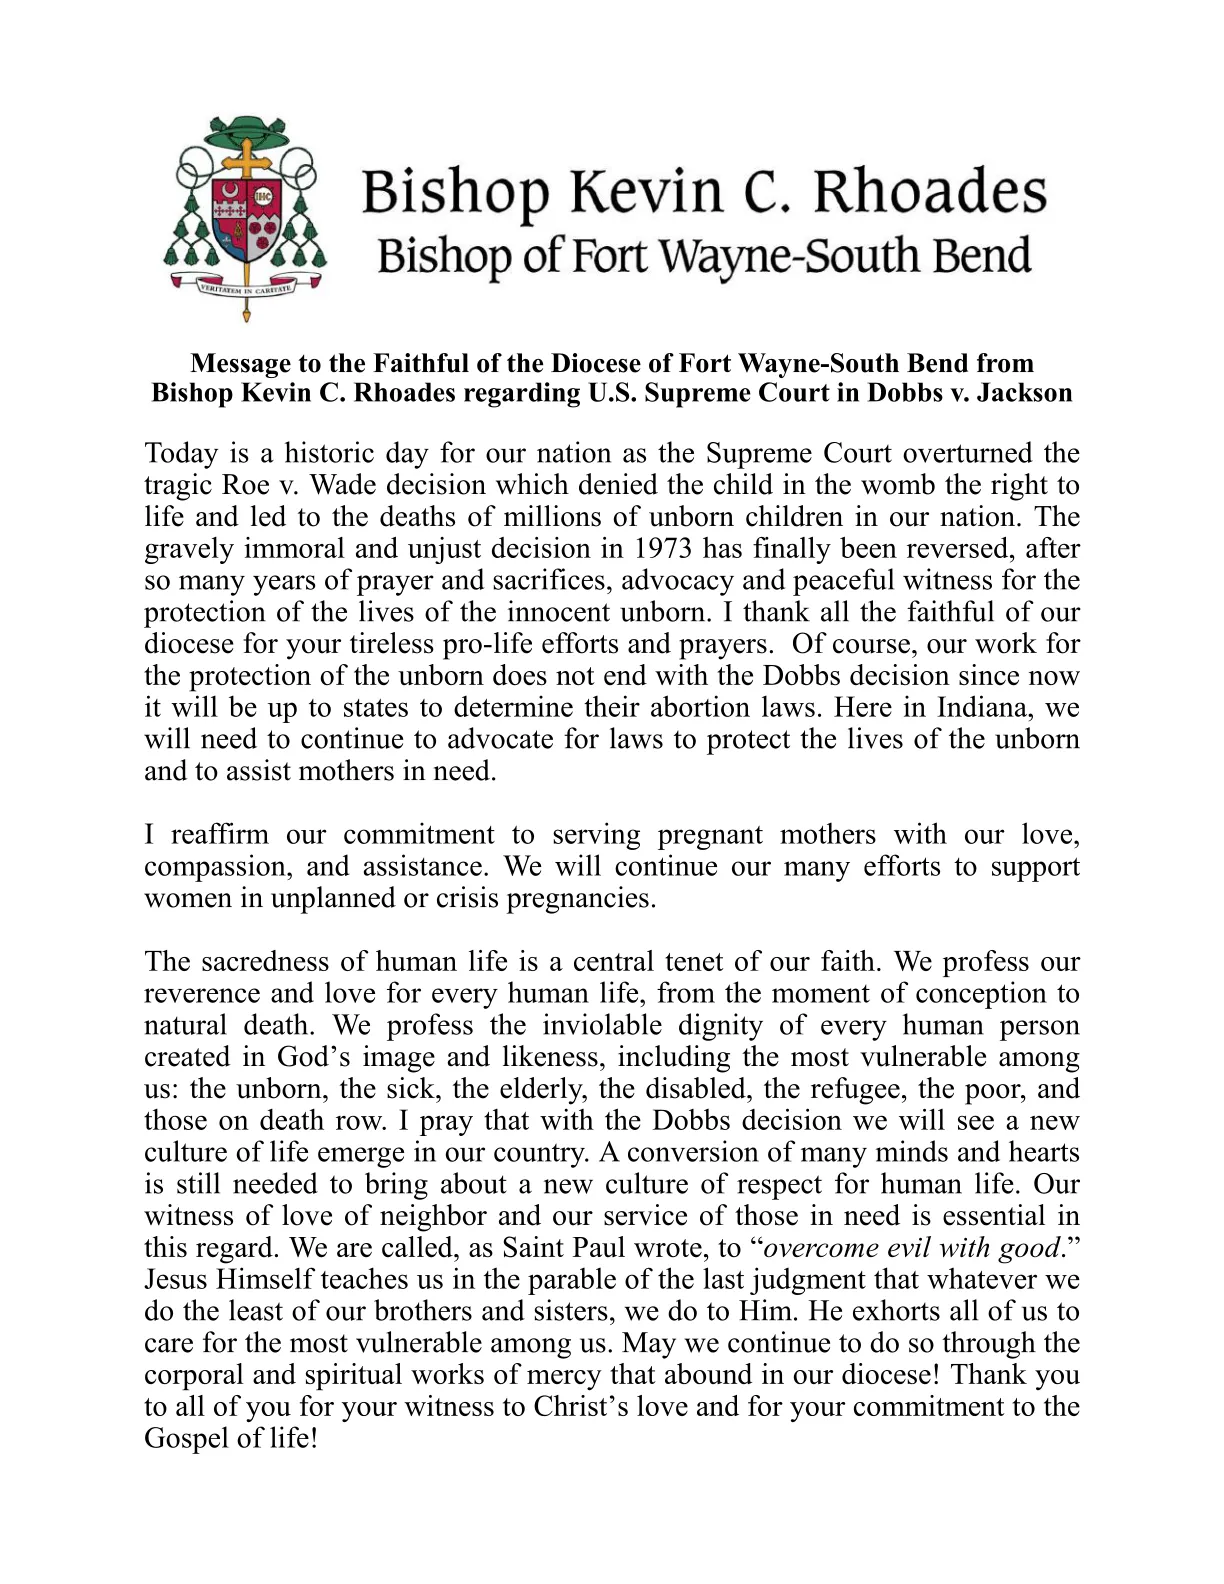 IHC
VERITATEM IN CARITATE
Bishop Kevin C. Rhoades
Bishop of Fort Wayne-South Bend
Message to the Faithful of the Diocese of Fort Wayne-South Bend from
Bishop Kevin C. Rhoades regarding U.S. Supreme Court in Dobbs v. Jackson
Today is a historic day for our nation as the Supreme Court overturned the
tragic Roe v. Wade decision which denied the child in the womb the right to
life and led to the deaths of millions of unborn children in our nation. The
gravely immoral and unjust decision in 1973 has finally been reversed, after
so many years of prayer and sacrifices, advocacy and peaceful witness for the
protection of the lives of the innocent unborn. I thank all the faithful of our
diocese for your tireless pro-life efforts and prayers.  Of course, our work for
the protection of the unborn does not end with the Dobbs decision since now
it will be up to states to determine their abortion laws. Here in Indiana, we
will need to continue to advocate for laws to protect the lives of the unborn
and to assist mothers in need.
I reaffirm our commitment to serving pregnant mothers with our love,
compassion, and assistance. We will continue our many efforts to support
women in unplanned or crisis pregnancies.
The sacredness of human life is a central tenet of our faith. We profess our
reverence and love for every human life, from the moment of conception to
natural death. We profess the inviolable dignity of every human person
created in God’s image and likeness, including the most vulnerable among
us: the unborn, the sick, the elderly, the disabled, the refugee, the poor, and
those on death row. I pray that with the Dobbs decision we will see a new
culture of life emerge in our country. A conversion of many minds and hearts
is still needed to bring about a new culture of respect for human life. Our
witness of love of neighbor and our service of those in need is essential in
this regard. We are called, as Saint Paul wrote, to “overcome evil with good.”
Jesus Himself teaches us in the parable of the last judgment that whatever we
do the least of our brothers and sisters, we do to Him. He exhorts all of us to
care for the most vulnerable among us. May we continue to do so through the
corporal and spiritual works of mercy that abound in our diocese! Thank you
to all of you for your witness to Christ’s love and for your commitment to the
Gospel of life!